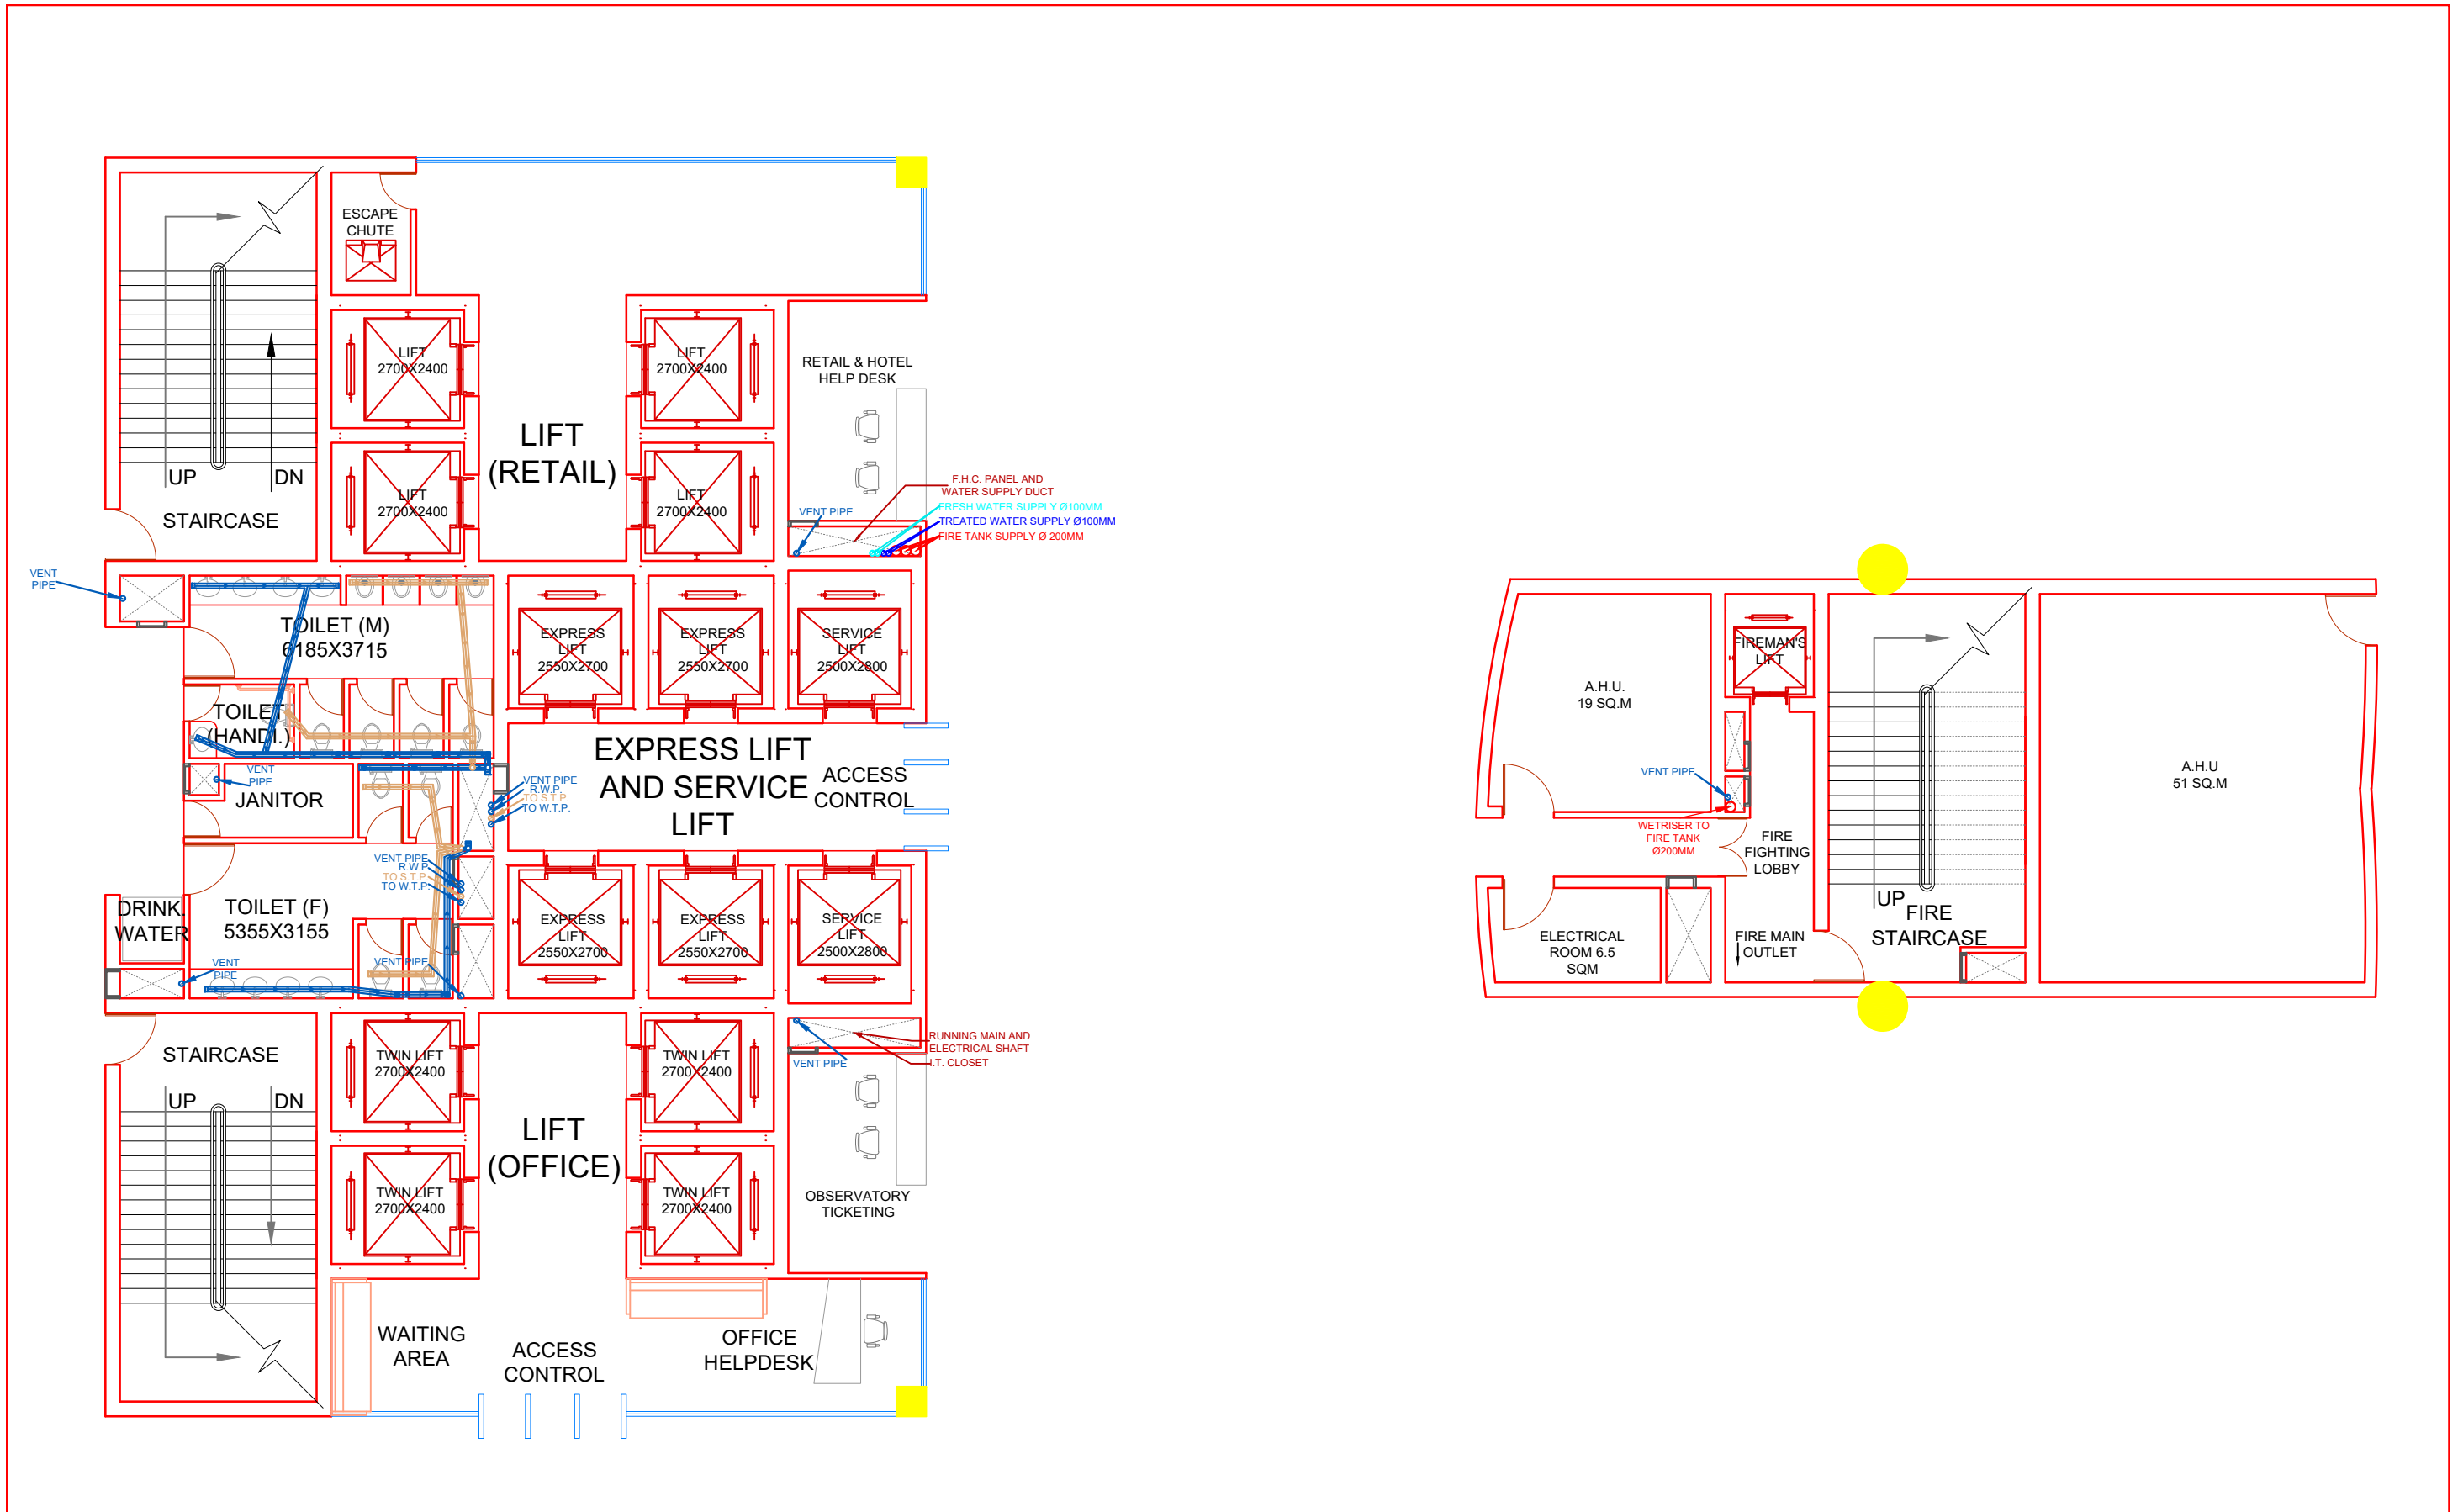 ESCAPE
CHUTE
LIFT
2700X2400
LIFT
2700X2400
RETAIL & HOTEL
HELP DESK
LIFT
(RETAIL)
LIFT
2700X2400
LIFT
2700X2400
UP
DN
STAIRCASE
F.H.C. PANEL AND
WATER SUPPLY DUCT
FRESH WATER SUPPLY Ø100MM
TREATED WATER SUPPLY Ø100MM
FIRE TANK SUPPLY Ø 200MM
VENT PIPE
VENT
PIPE
TOILET (M)
6185X3715
EXPRESS
LIFT
2550X2700
EXPRESS
LIFT
2550X2700
SERVICE
LIFT
2500X2800
TOILET
(HANDI.)
VENT
PIPE
JANITOR
VENT PIPE
R.W.P.
TO S.T.P.
TO W.T.P.
EXPRESS LIFT
AND SERVICE
LIFT
ACCESS
CONTROL
VENT PIPE
R.W.P
TO S.T.P.
TO W.T.P.
DRINK.
WATER
TOILET (F)
5355X3155
VENT
PIPE
VENT PIPE
EXPRESS
LIFT
2550X2700
EXPRESS
LIFT
2550X2700
SERVICE
LIFT
2500X2800
STAIRCASE
UP
DN
TWIN LIFT
2700X2400
TWIN LIFT
2700X2400
RUNNING MAIN AND
ELECTRICAL SHAFT
I.T. CLOSET
VENT PIPE
LIFT
(OFFICE)
TWIN LIFT
2700X2400
TWIN LIFT
2700X2400
OBSERVATORY
TICKETING
WAITING
AREA
ACCESS
CONTROL
OFFICE
HELPDESK
A.H.U.
19 SQ.M
FIREMAN'S
LIFT
VENT PIPE
WETRISER TO
FIRE TANK
Ø200MM
FIRE
FIGHTING
LOBBY
A.H.U
51 SQ.M
UP
FIRE
STAIRCASE
ELECTRICAL
ROOM 6.5
SQM
FIRE MAIN
OUTLET